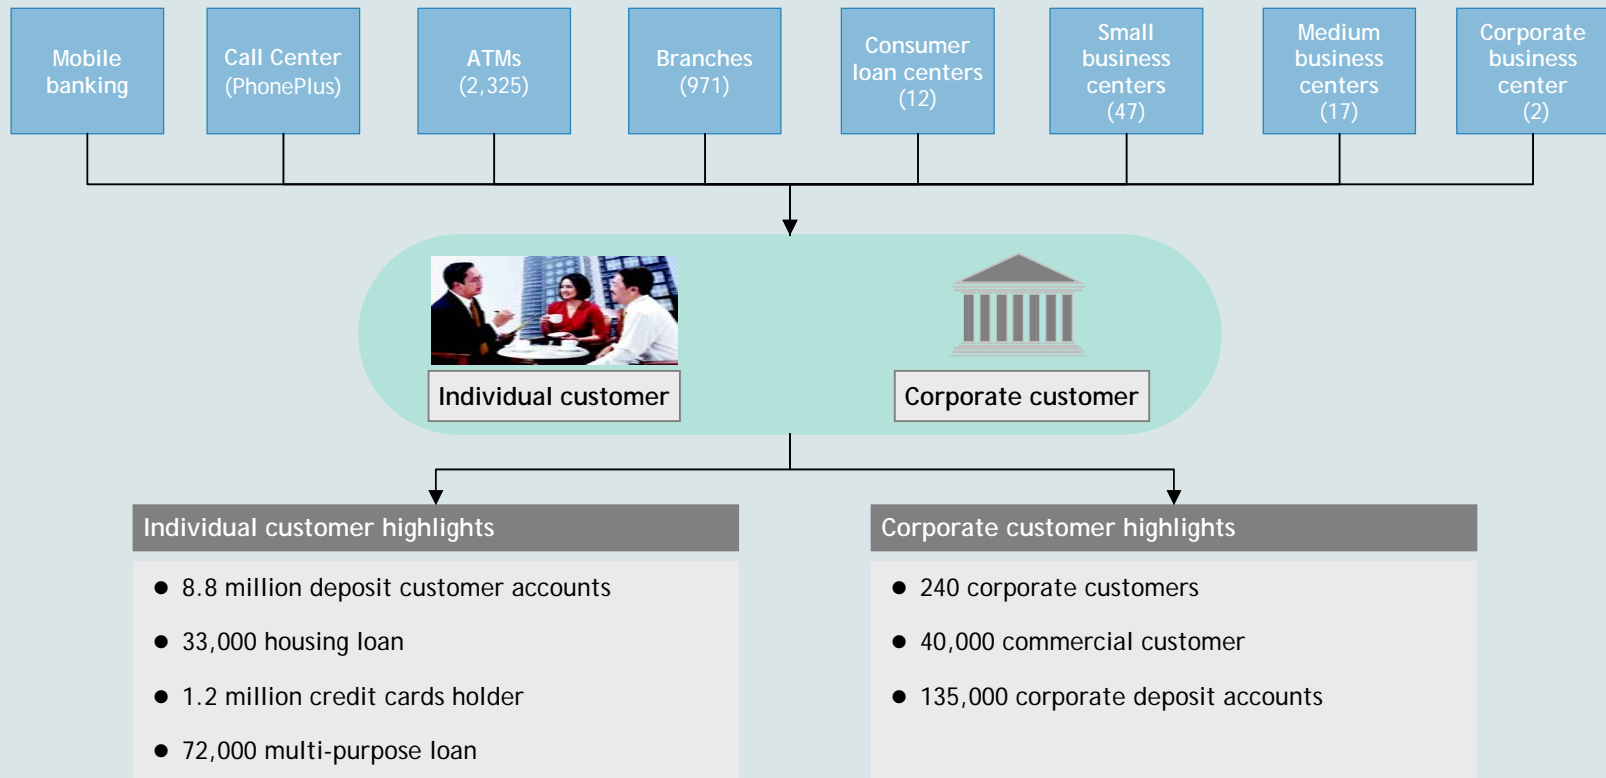 Mobile
banking
Call Center
(PhonePlus)
ATMs
(2,325)
Branches
(971)
Consumer
loan centers
(12)
Small
business
centers
(47)
Medium
business
centers
(17)
Corporate
business
center
(2)
Individual customer
Corporate customer
Individual customer highlights
● 8.8 million deposit customer accounts
● 33,000 housing loan
● 1.2 million credit cards holder
● 72,000 multi-purpose loan
Corporate customer highlights
● 240 corporate customers
● 40,000 commercial customer
● 135,000 corporate deposit accounts